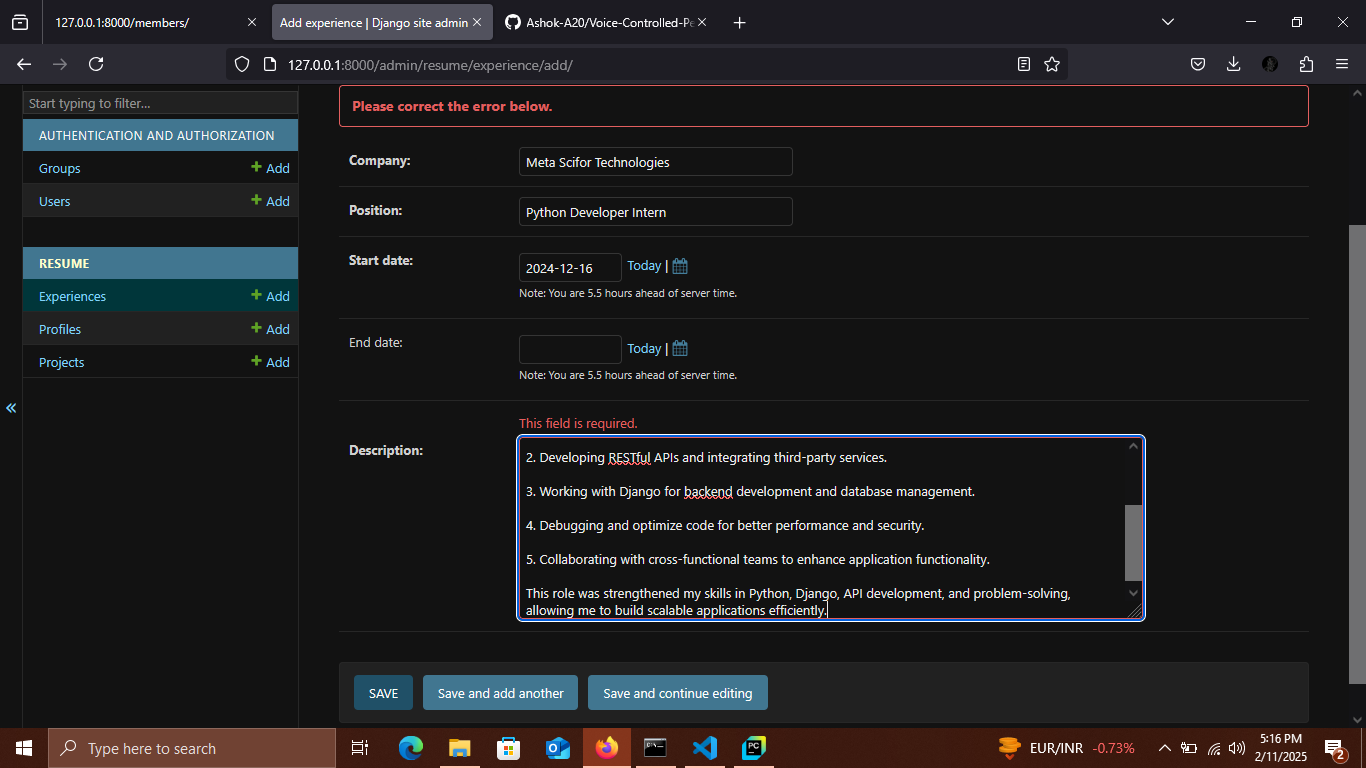 127.0.0.1:8000/members/
Add experience | Django site admin
Ashok-A20/Voice-Controlled-Pe
127.0.0.1:8000/admin/resume/experience/add/
Start typing to filter...
AUTHENTICATION AND AUTHORIZATION
Groups
Add
Users
Add
RESUME
Experiences
Add
Profiles
Add
Projects
Add
«
Please correct the error below.
Company:
Meta Scifor Technologies
Position:
Python Developer Intern
Start date:
2024-12-16
Today |
Note: You are 5.5 hours ahead of server time.
End date:
Today |
Note: You are 5.5 hours ahead of server time.
This field is required.
Description:
2. Developing RESTful APIs and integrating third-party services.
3. Working with Django for backend development and database management.
4. Debugging and optimize code for better performance and security.
5. Collaborating with cross-functional teams to enhance application functionality.
This role was strengthened my skills in Python, Django, API development, and problem-solving,
allowing me to build scalable applications efficiently.
SAVE
Save and add another
Save and continue editing
Type here to search
EUR/INR -0.73%
5:16 PM
2/11/2025
2